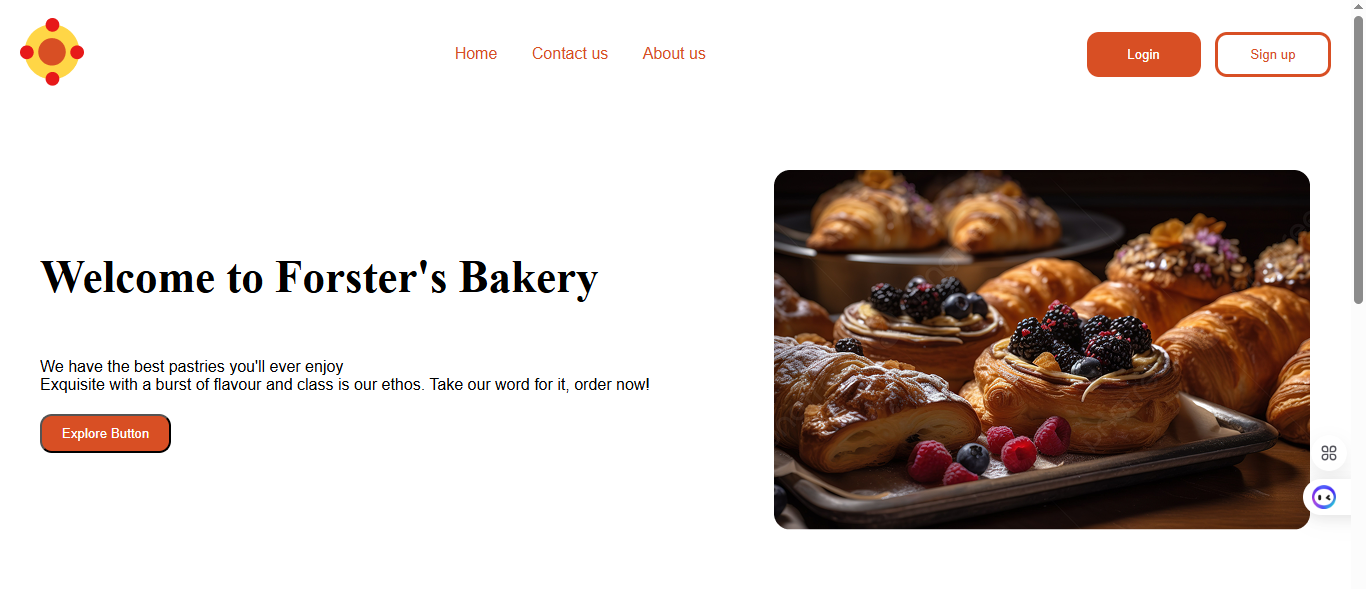 Home
Contact us
About us
Login
Sign up
Welcome to Forster's Bakery
We have the best pastries you'll ever enjoy
Exquisite with a burst of flavour and class is our ethos. Take our word for it, order now!
Explore Button